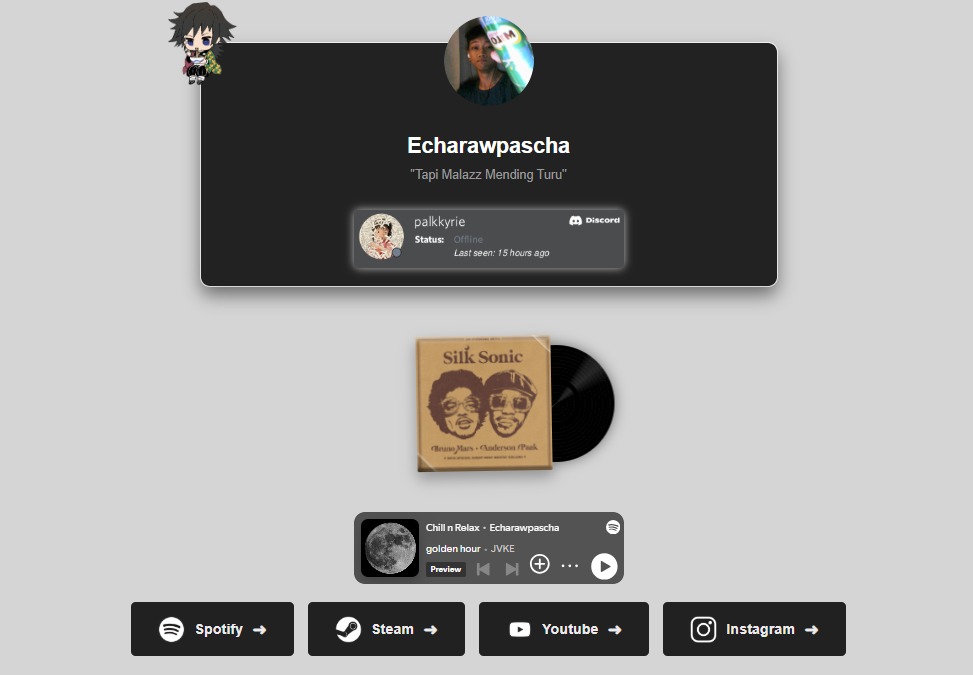 Echarawpascha
"Tapi Malazz Mending Turu"
palkkyrie
Discord
Status: Offline
Last seen: 15 hours ago
Silk Sonic
Bruno Mars • Anderson .Paak
Chill n Relax • Echarawpascha
golden hour • JVKE
Preview
Spotify ➜
Steam ➜
Youtube ➜
Instagram ➜